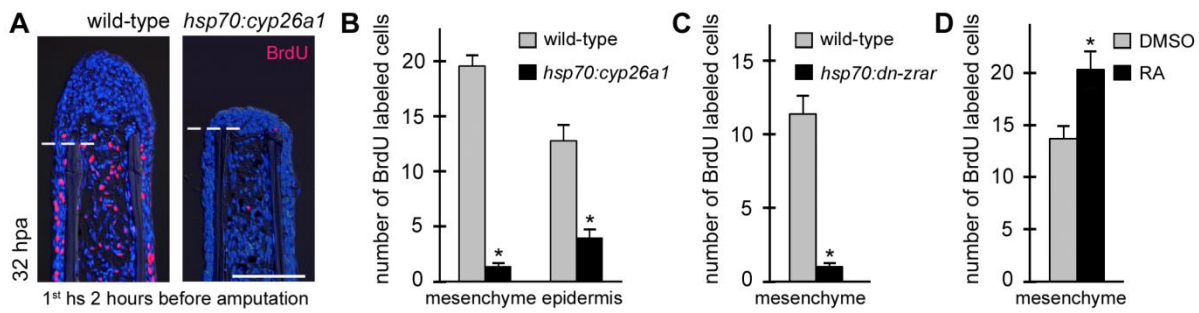 A
wild-type hsp70:cyp26a1
BrdU
32 hpa
1st hs 2 hours before amputation
B
number of BrdU labeled cells
20
15
10
5
0
wild-type
hsp70:cyp26a1
*
*
mesenchyme epidermis
C
number of BrdU labeled cells
15
10
5
0
wild-type
hsp70:dn-zrar
*
mesenchyme
D
number of BrdU labeled cells
20
15
10
5
0
DMSO
RA
*
mesenchyme